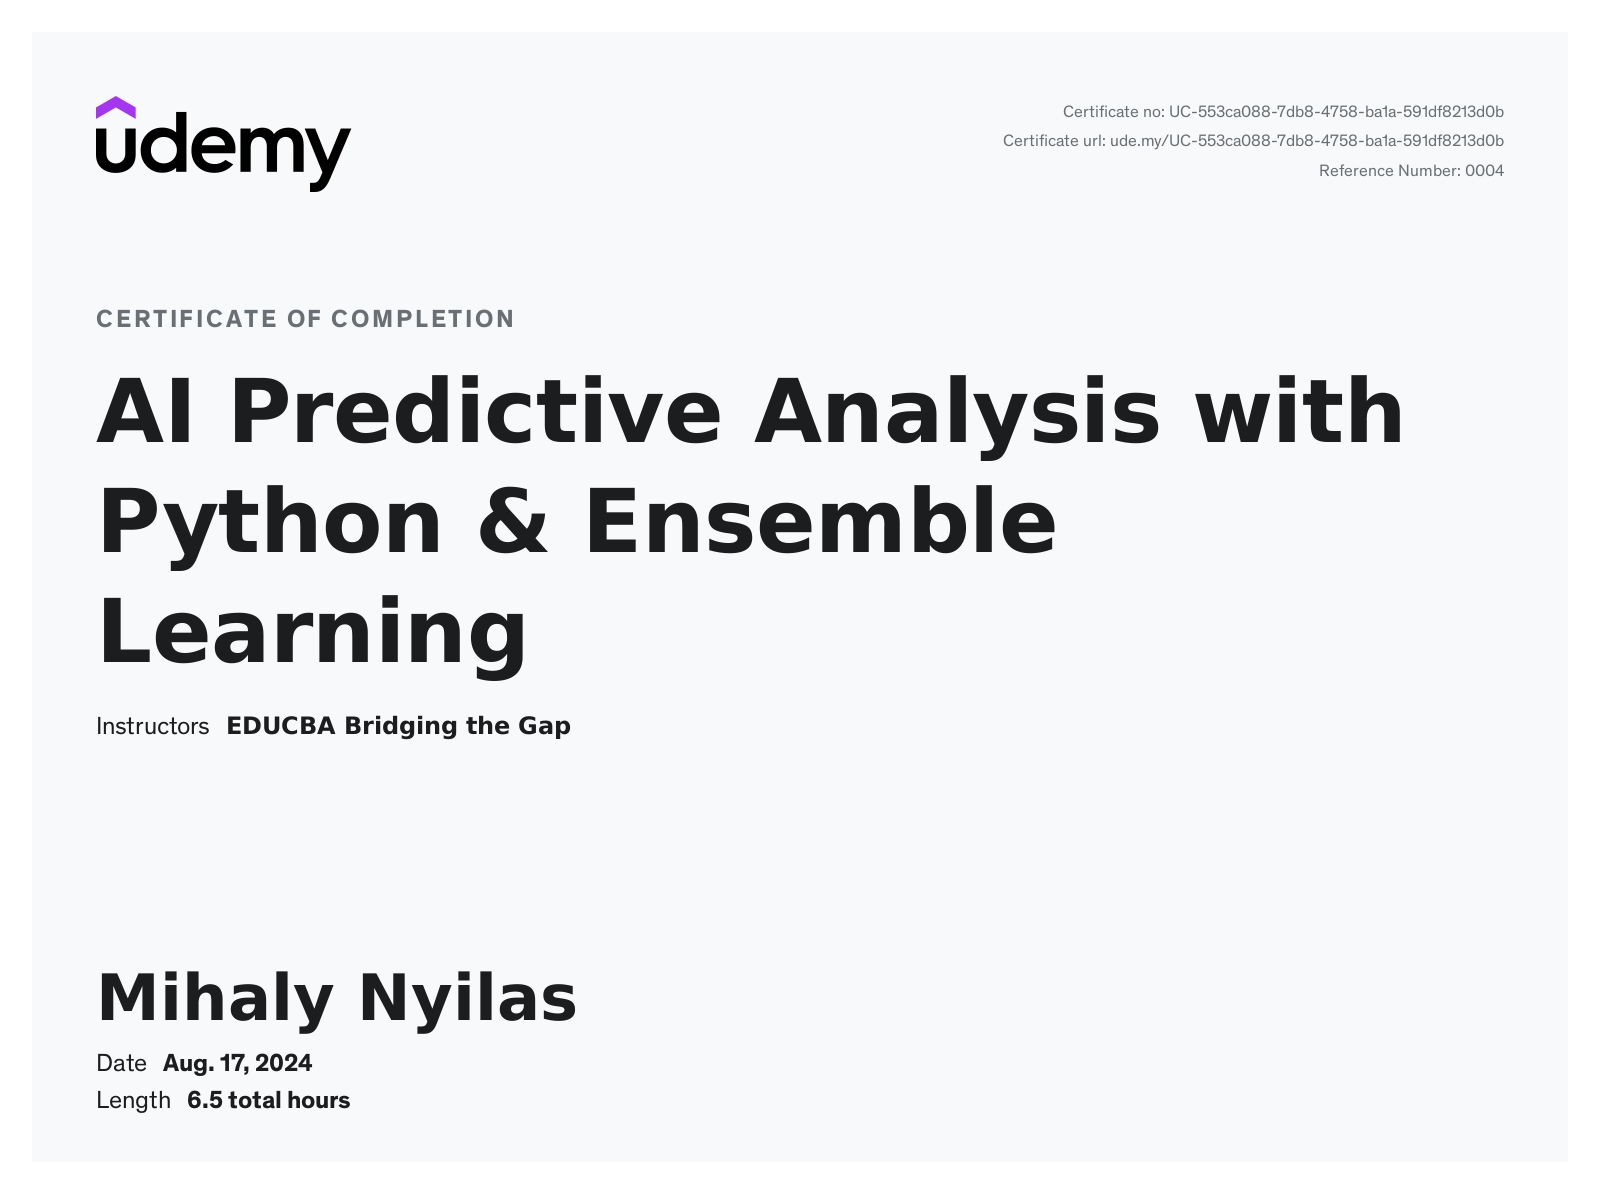 udemy
Certificate no: UC-553ca088-7db8-4758-ba1a-591df8213d0b
Certificate url: ude.my/UC-553ca088-7db8-4758-ba1a-591df8213d0b
Reference Number: 0004
CERTIFICATE OF COMPLETION
AI Predictive Analysis with
Python & Ensemble
Learning
Instructors EDUCBA Bridging the Gap
Mihaly Nyilas
Date Aug. 17, 2024
Length 6.5 total hours